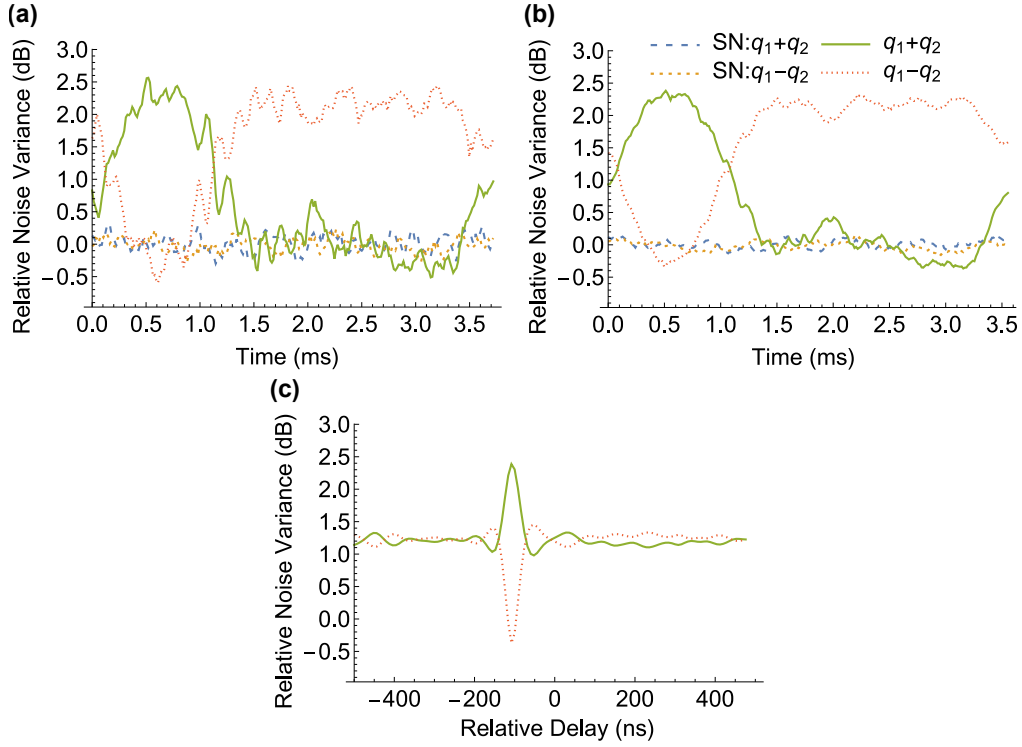 (a)
Relative Noise Variance (dB)
3.0
2.5
2.0
1.5
1.0
0.5
0.0
−0.5
0.0 0.5 1.0 1.5 2.0 2.5 3.0 3.5
Time (ms)
(b)
SN:q₁+q₂ q₁+q₂
SN:q₁−q₂ q₁−q₂
Relative Noise Variance (dB)
3.0
2.5
2.0
1.5
1.0
0.5
0.0
−0.5
0.0 0.5 1.0 1.5 2.0 2.5 3.0 3.5
Time (ms)
(c)
Relative Noise Variance (dB)
3.0
2.5
2.0
1.5
1.0
0.5
0.0
−0.5
−400 −200 0 200 400
Relative Delay (ns)